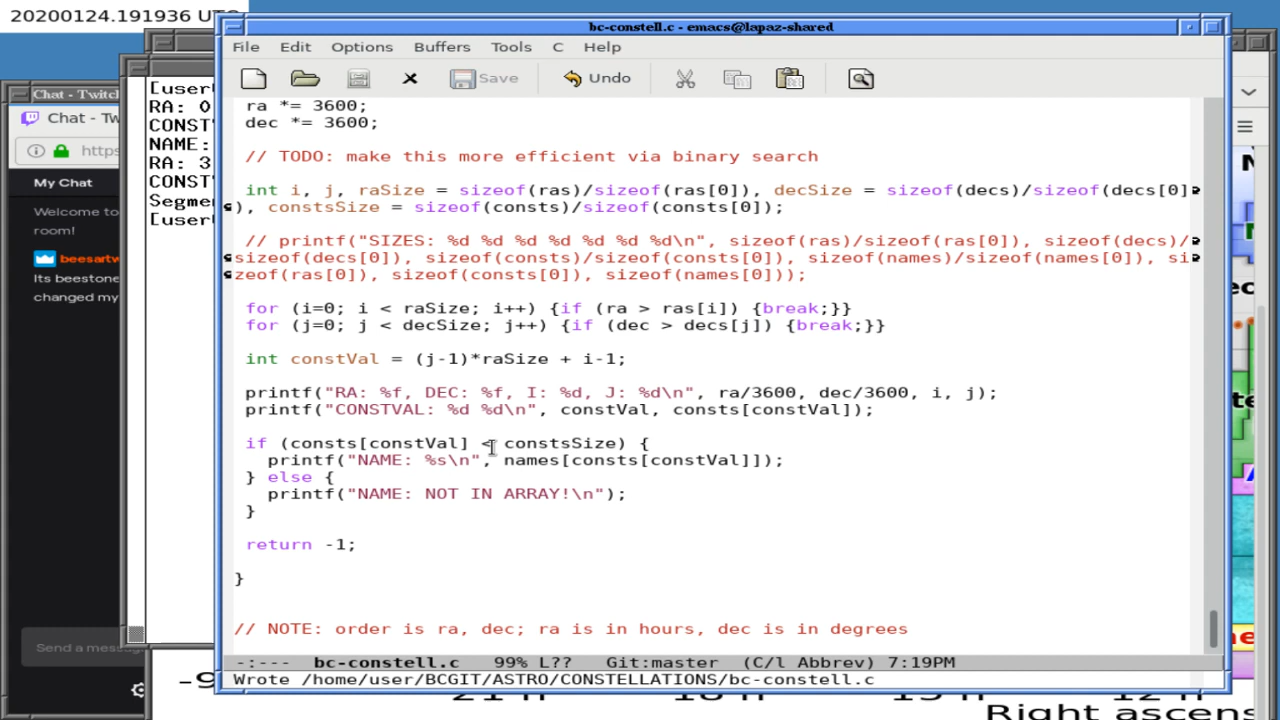 20200124.191936 UTC
bc-constell.c - emacs@lapaz-shared
File Edit Options Buffers Tools C Help
Save Undo
ra *= 3600;
dec *= 3600;
// TODO: make this more efficient via binary search
int i, j, raSize = sizeof(ras)/sizeof(ras[0]), decSize = sizeof(decs)/sizeof(decs[0]
), constsSize = sizeof(consts)/sizeof(consts[0]);
// printf("SIZES: %d %d %d %d %d %d %d\n", sizeof(ras)/sizeof(ras[0]), sizeof(decs)/
sizeof(decs[0]), sizeof(consts)/sizeof(consts[0]), sizeof(names)/sizeof(names[0]), si
zeof(ras[0]), sizeof(consts[0]), sizeof(names[0]));
for (i=0; i < raSize; i++) {if (ra > ras[i]) {break;}}
for (j=0; j < decSize; j++) {if (dec > decs[j]) {break;}}
int constVal = (j-1)*raSize + i-1;
printf("RA: %f, DEC: %f, I: %d, J: %d\n", ra/3600, dec/3600, i, j);
printf("CONSTVAL: %d %d\n", constVal, consts[constVal]);
if (consts[constVal] < constsSize) {
printf("NAME: %s\n", names[consts[constVal]]);
} else {
printf("NAME: NOT IN ARRAY!\n");
}
return -1;
}
// NOTE: order is ra, dec; ra is in hours, dec is in degrees
-:--- bc-constell.c 99% L?? Git:master (C/l Abbrev) 7:19PM
Wrote /home/user/BCGIT/ASTRO/CONSTELLATIONS/bc-constell.c
[user
RA: 0
CONST
NAME:
RA: 3
CONST
Segme
[user
Chat - Twitch
Chat - Tw
https
My Chat
Welcome to
room!
beesartw
Its beestone
changed my
Send a messa
Right ascens